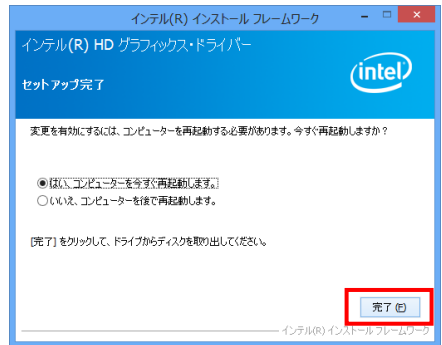 インテル(R) インストール フレームワーク
インテル(R) HD グラフィックス・ドライバー
セットアップ完了
intel
変更を有効にするには、コンピューターを再起動する必要があります。今すぐ再起動しますか？
はい、コンピューターを今すぐ再起動します。
いいえ、コンピューターを後で再起動します。
[完了] をクリックして、ドライブからディスクを取り出してください。
完了(F)
インテル(R) インストール フレームワーク